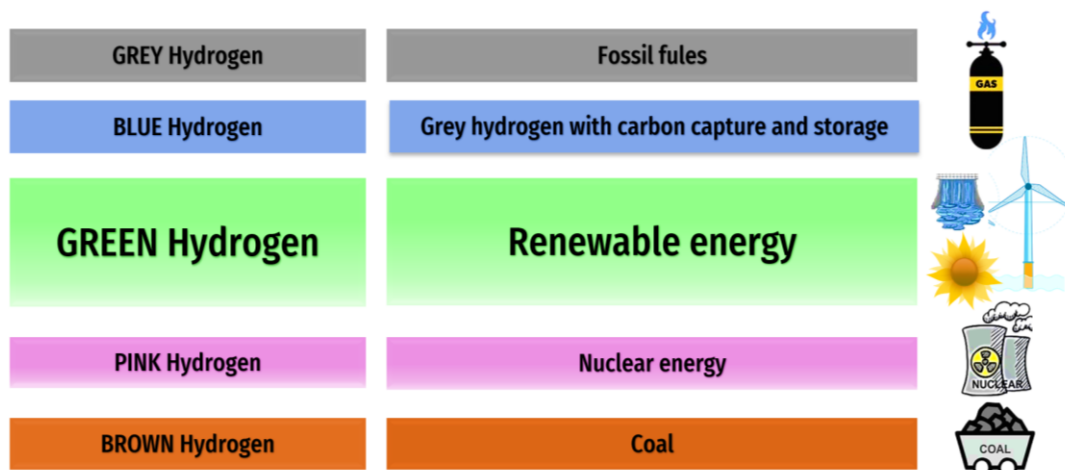 GREY Hydrogen
Fossil fules
GAS
BLUE Hydrogen
Grey hydrogen with carbon capture and storage
GREEN Hydrogen
Renewable energy
PINK Hydrogen
Nuclear energy
NUCLEAR
BROWN Hydrogen
Coal
COAL